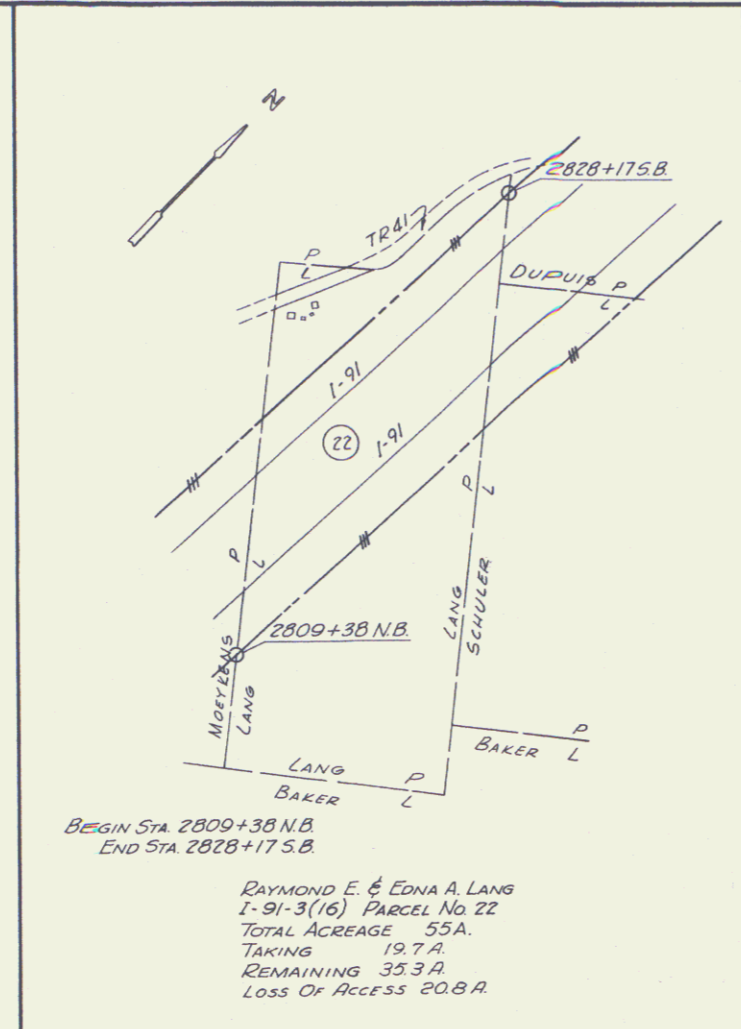 N
2828+17 S.B.
TR 41
P
L
DUPUIS P
L
I-91
22
I-91
P
L
P
L
LANG
SCHULER
2809+38 N.B.
MOEYKENS
LANG
LANG P
BAKER L
P
BAKER L
BEGIN STA. 2809+38 N.B.
END STA. 2828+17 S.B.
RAYMOND E. & EDNA A. LANG
I-91-3(16) PARCEL NO. 22
TOTAL ACREAGE 55A.
TAKING 19.7 A.
REMAINING 35.3 A.
LOSS OF ACCESS 20.8 A.